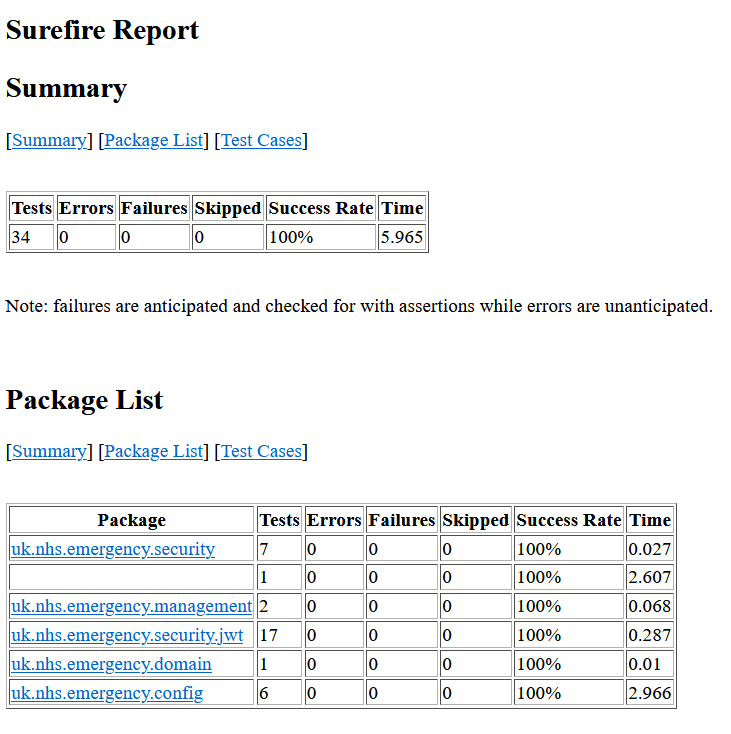 Surefire Report
Summary
[Summary] [Package List] [Test Cases]
Tests Errors Failures Skipped Success Rate Time
34 0 0 0 100% 5.965
Note: failures are anticipated and checked for with assertions while errors are unanticipated.
Package List
[Summary] [Package List] [Test Cases]
Package Tests Errors Failures Skipped Success Rate Time
uk.nhs.emergency.security 7 0 0 0 100% 0.027
1 0 0 0 100% 2.607
uk.nhs.emergency.management 2 0 0 0 100% 0.068
uk.nhs.emergency.security.jwt 17 0 0 0 100% 0.287
uk.nhs.emergency.domain 1 0 0 0 100% 0.01
uk.nhs.emergency.config 6 0 0 0 100% 2.966